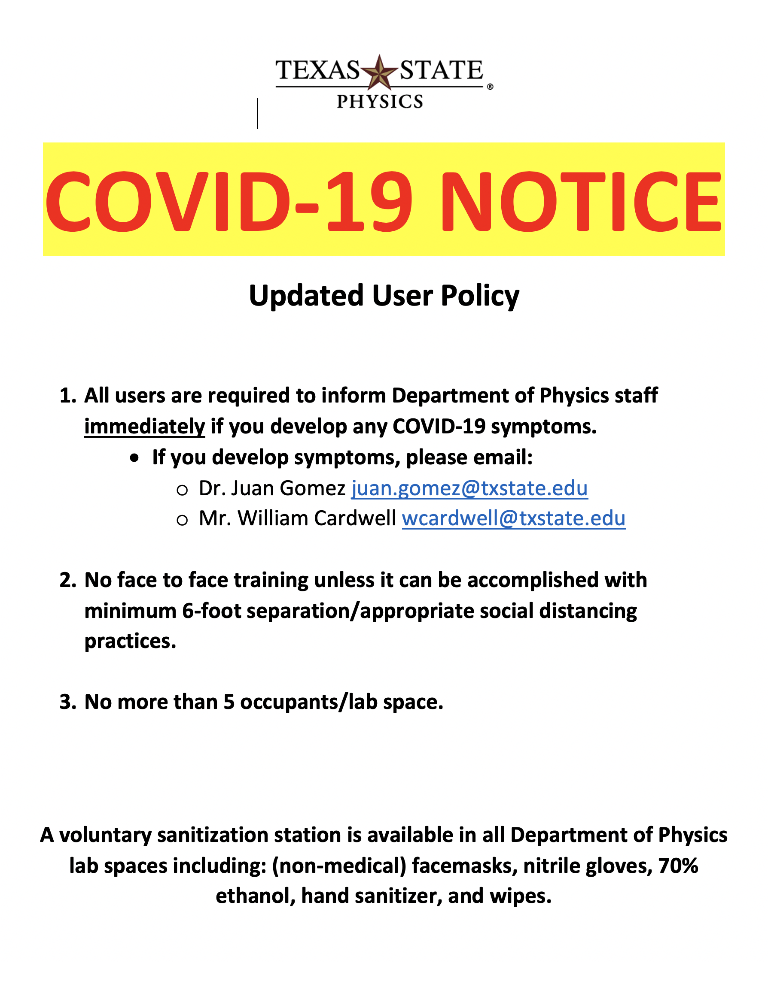 TEXAS STATE ®
PHYSICS
COVID-19 NOTICE
Updated User Policy
1. All users are required to inform Department of Physics staff
immediately if you develop any COVID-19 symptoms.
• If you develop symptoms, please email:
o Dr. Juan Gomez juan.gomez@txstate.edu
o Mr. William Cardwell wcardwell@txstate.edu
2. No face to face training unless it can be accomplished with
minimum 6-foot separation/appropriate social distancing
practices.
3. No more than 5 occupants/lab space.
A voluntary sanitization station is available in all Department of Physics
lab spaces including: (non-medical) facemasks, nitrile gloves, 70%
ethanol, hand sanitizer, and wipes.